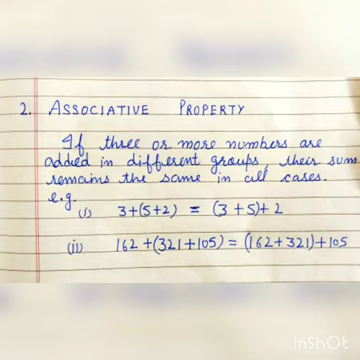 2. ASSOCIATIVE PROPERTY
If three or more numbers are
added in different groups, their sum
remains the same in all cases.
e.g.
(i) 3+(5+2) = (3+5)+2
(ii) 162+(321+105) = (162+321)+105
InShOt